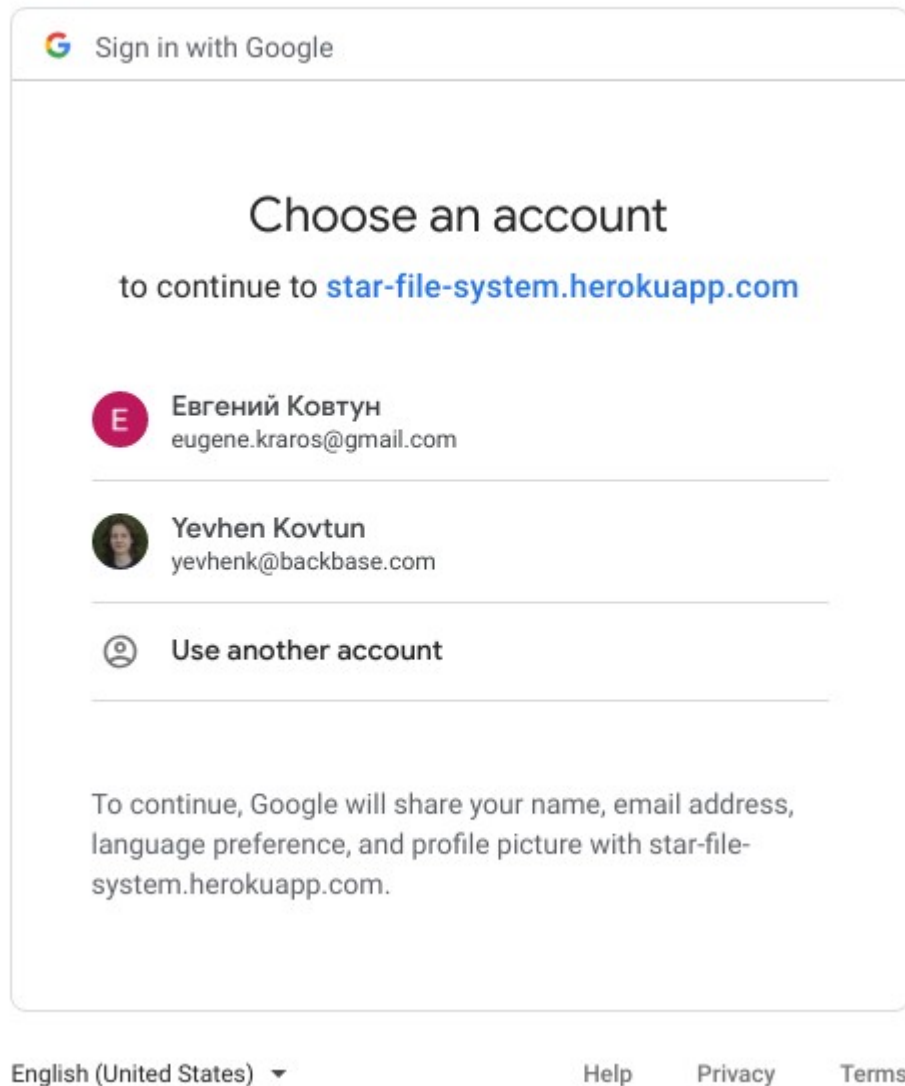 Sign in with Google
Choose an account
to continue to star-file-system.herokuapp.com
E
Евгений Ковтун
eugene.kraros@gmail.com
Yevhen Kovtun
yevhenk@backbase.com
Use another account
To continue, Google will share your name, email address,
language preference, and profile picture with star-file-
system.herokuapp.com.
English (United States)
Help Privacy Terms